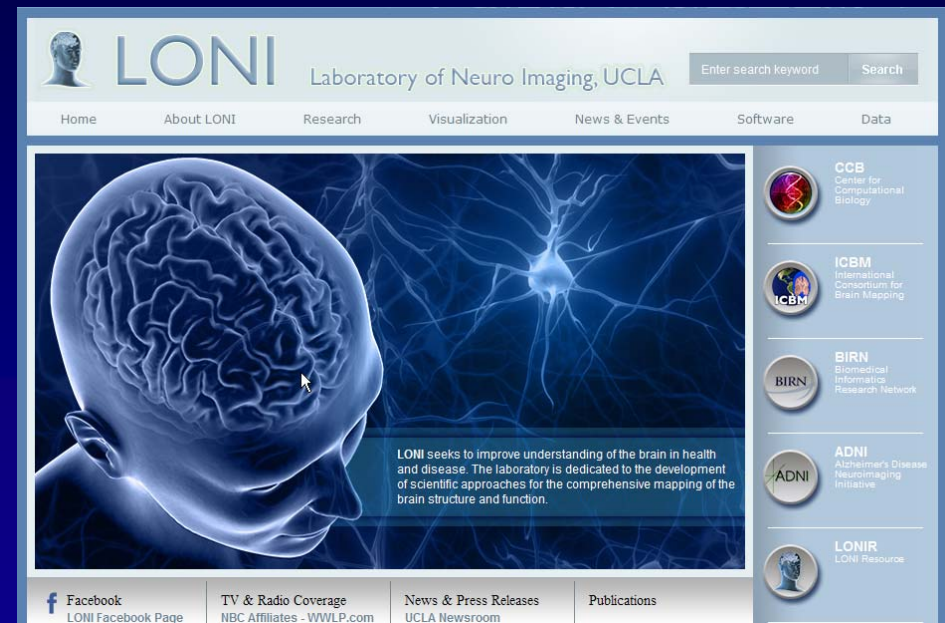 LONI
Laboratory of Neuro Imaging, UCLA
Enter search keyword
Search
Home
About LONI
Research
Visualization
News & Events
Software
Data
LONI seeks to improve understanding of the brain in health
and disease. The laboratory is dedicated to the development
of scientific approaches for the comprehensive mapping of the
brain structure and function.
CCB
Center for
Computational
Biology
ICBM
ICBM
International
Consortium for
Brain Mapping
BIRN
BIRN
Biomedical
Informatics
Research Network
ADNI
ADNI
Alzheimer's Disease
Neuroimaging
Initiative
LONIR
LONI Resource
f
Facebook
LONI Facebook Page
TV & Radio Coverage
NBC Affiliates - WWLP.com
News & Press Releases
UCLA Newsroom
Publications